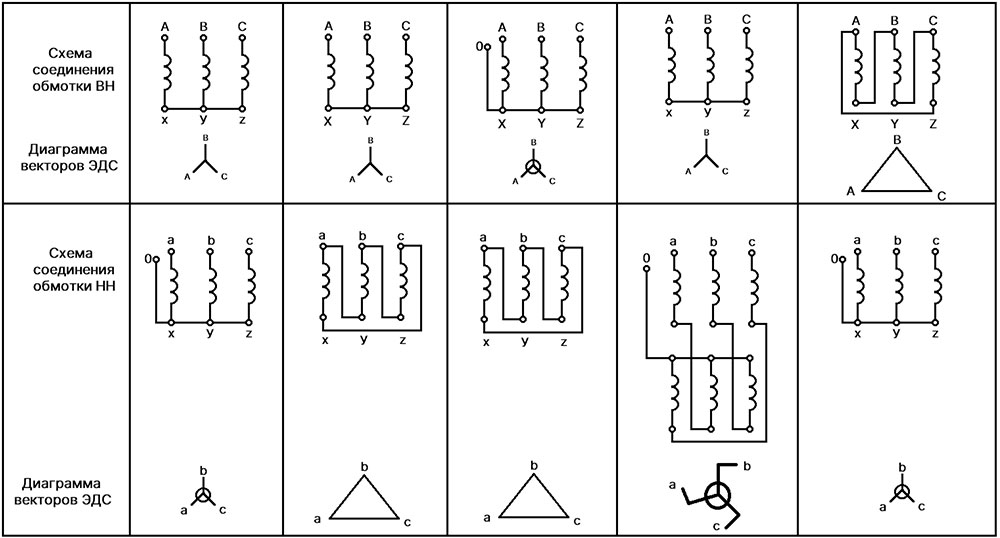 Схема
соединения
обмотки ВН
A B C
A B C
0 A B C
A B C
A B C
x y z
X Y Z
X Y Z
x y z
X Y Z
Диаграмма
векторов ЭДС
B
A C
B
A C
B
A C
B
A C
B
A C
Схема
соединения
обмотки НН
a b c
0
a b c
a b c
a b c
0
a b c
0
x y z
x y z
x y z
x y z
Диаграмма
векторов ЭДС
b
a c
b
a c
b
a c
b
a
c
b
a c